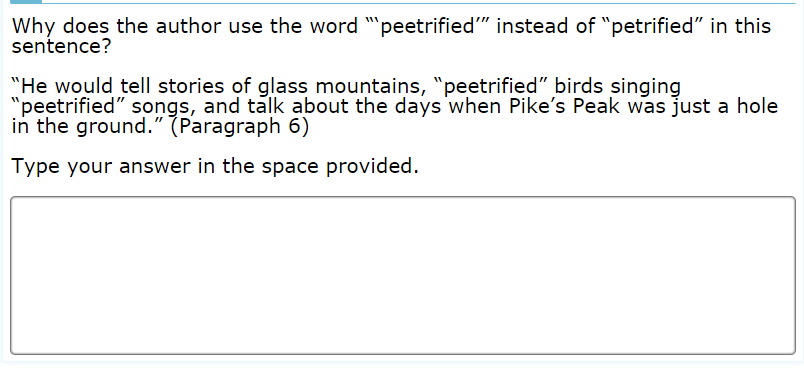 Why does the author use the word “‘peetrified’” instead of “petrified” in this
sentence?
“He would tell stories of glass mountains, “peetrified” birds singing
“peetrified” songs, and talk about the days when Pike’s Peak was just a hole
in the ground.” (Paragraph 6)
Type your answer in the space provided.